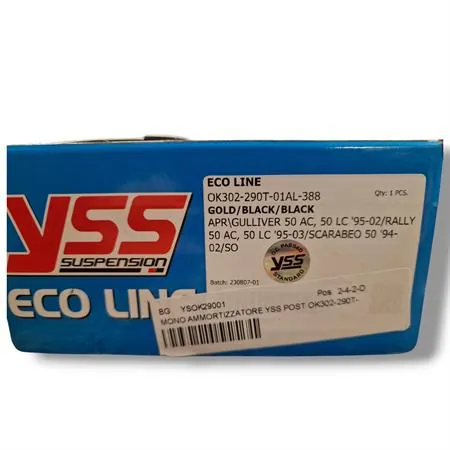 YSS
SUSPENSION
ECO LINE
ECO LINE
OK302-290T-01AL-388
Qty: 1 PCS.
GOLD/BLACK/BLACK
APR\GULLIVER 50 AC, 50 LC '95-02/RALLY
50 AC, 50 LC '95-03/SCARABEO 50 '94-
02/SO
QC PASSED
YSS
STANDARD
Batch: 230807-01
BG YSOK29001 Pos 2-4-2-D
MONO AMMORTIZZATORE YSS POST OK302-290T-